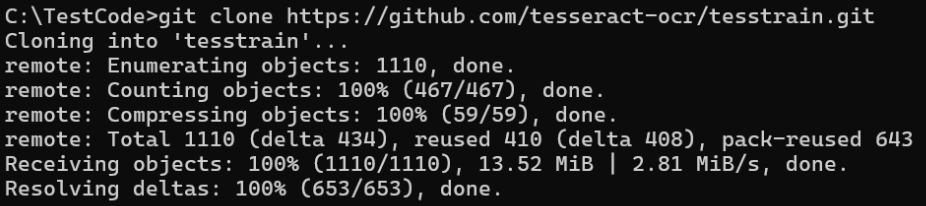 C:\TestCode>git clone https://github.com/tesseract-ocr/tesstrain.git
Cloning into 'tesstrain'...
remote: Enumerating objects: 1110, done.
remote: Counting objects: 100% (467/467), done.
remote: Compressing objects: 100% (59/59), done.
remote: Total 1110 (delta 434), reused 410 (delta 408), pack-reused 643
Receiving objects: 100% (1110/1110), 13.52 MiB | 2.81 MiB/s, done.
Resolving deltas: 100% (653/653), done.